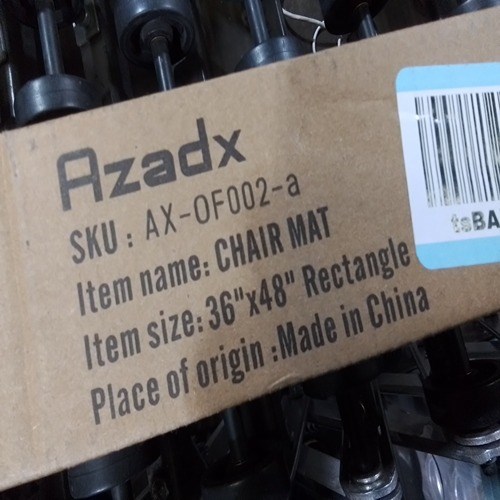 Azadx
SKU : AX-OF002-a
Item name: CHAIR MAT
Item size: 36"x48" Rectangle
Place of origin :Made in China
tsBA